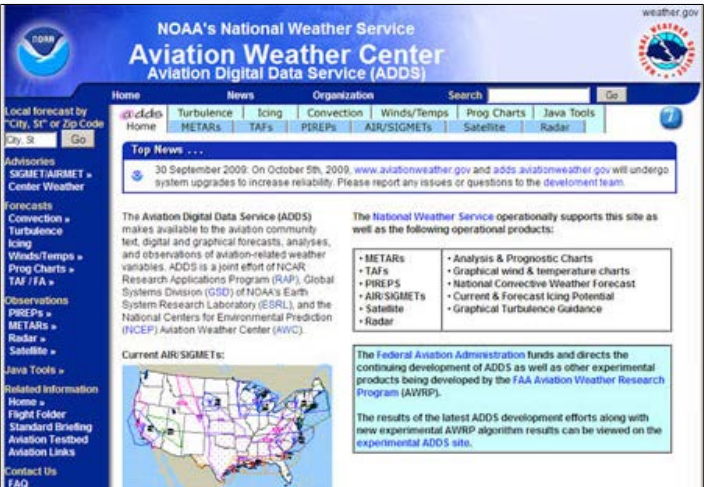 weather.gov
NOAA
NOAA's National Weather Service
Aviation Weather Center
Aviation Digital Data Service (ADDS)
Home News Organization Search Go
Local forecast by
"City, St" or Zip Code
City, St Go
Advisories
SIGMET/AIRMET »
Center Weather
Forecasts
Convection »
Turbulence
Icing
Winds/Temps »
Prog Charts »
TAF / FA »
Observations
PIREPs »
METARs »
Radar »
Satellite »
Java Tools »
Related Information
Home »
Flight Folder
Standard Briefing
Aviation Testbed
Aviation Links
Contact Us
FAQ
adds Turbulence Icing Convection Winds/Temps Prog Charts Java Tools
Home METARs TAFs PIREPs AIR/SIGMETs Satellite Radar
Top News . . .
30 September 2009: On October 5th, 2009, www.aviationweather.gov and adds.aviationweather.gov will undergo
system upgrades to increase reliability. Please report any issues or questions to the develoment team.
The Aviation Digital Data Service (ADDS)
makes available to the aviation community
text, digital and graphical forecasts, analyses,
and observations of aviation-related weather
variables. ADDS is a joint effort of NCAR
Research Applications Program (RAP), Global
Systems Division (GSD) of NOAA's Earth
System Research Laboratory (ESRL), and the
National Centers for Environmental Prediction
(NCEP) Aviation Weather Center (AWC).
Current AIR/SIGMETs:
The National Weather Service operationally supports this site as
well as the following operational products:
• METARs
• TAFs
• PIREPS
• AIR/SIGMETs
• Satellite
• Radar
• Analysis & Prognostic Charts
• Graphical wind & temperature charts
• National Convective Weather Forecast
• Current & Forecast Icing Potential
• Graphical Turbulence Guidance
The Federal Aviation Administration funds and directs the
continuing development of ADDS as well as other experimental
products being developed by the FAA Aviation Weather Research
Program (AWRP).
The results of the latest ADDS development efforts along with
new experimental AWRP algorithm results can be viewed on the
experimental ADDS site.